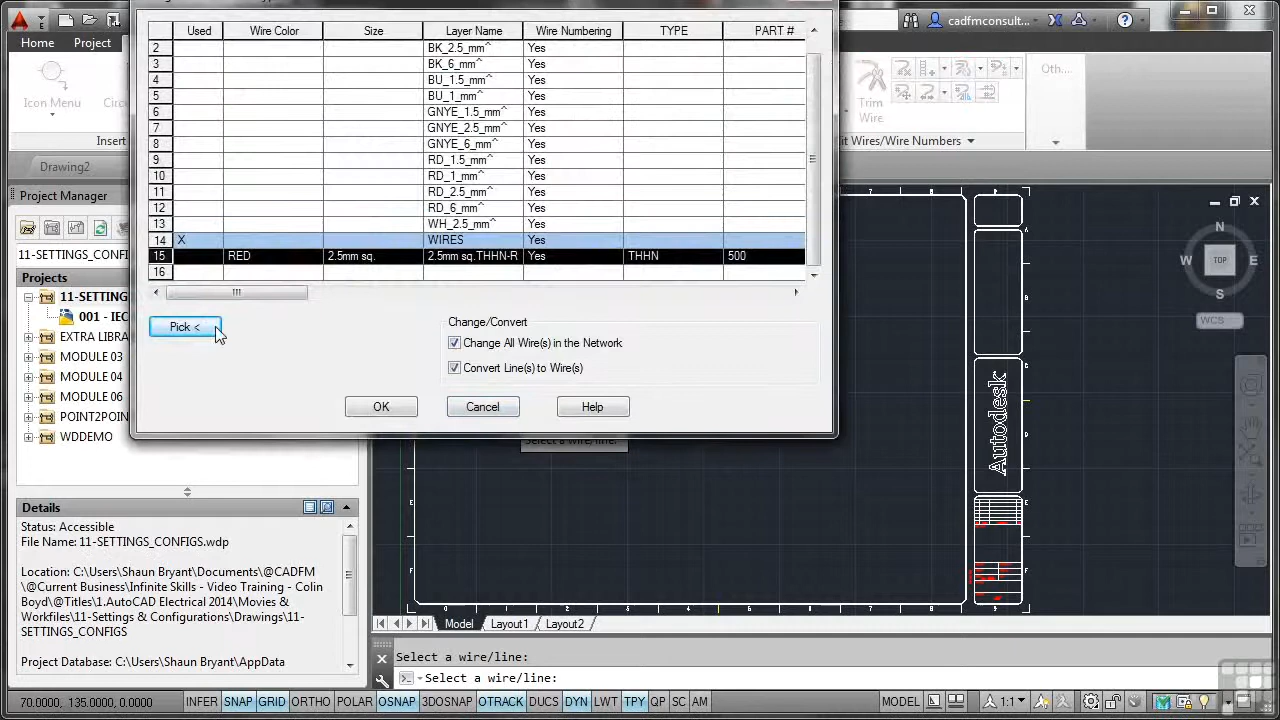 cadfmconsult...
Home
Project
Icon Menu
Insert
Drawing2
Used Wire Color Size Layer Name Wire Numbering TYPE PART #
2 BK_2.5_mm^ Yes
3 BK_6_mm^ Yes
4 BU_1.5_mm^ Yes
5 BU_1_mm^ Yes
6 GNYE_1.5_mm^ Yes
7 GNYE_2.5_mm^ Yes
8 GNYE_6_mm^ Yes
9 RD_1.5_mm^ Yes
10 RD_1_mm^ Yes
11 RD_2.5_mm^ Yes
12 RD_6_mm^ Yes
13 WH_2.5_mm^ Yes
14 X WIRES Yes
15 RED 2.5mm sq. 2.5mm sq.THHN-R Yes THHN 500
16
Pick <
Change/Convert
Change All Wire(s) in the Network
Convert Line(s) to Wire(s)
OK Cancel Help
Trim
Wire
Oth...
it Wires/Wire Numbers
Project Manager
11-SETTINGS_CONFI
Projects
11-SETTING
001 - IEC
EXTRA LIBRA
MODULE 03
MODULE 04
MODULE 06
POINT2POIN
WDDEMO
Details
Status: Accessible
File Name: 11-SETTINGS_CONFIGS.wdp
Location: C:\Users\Shaun Bryant\Documents\@CADFM
\@Current Business\Infinite Skills - Video Training - Colin
Boyd\@Titles\1.AutoCAD Electrical 2014\Movies &
Workfiles\11-Settings & Configurations\Drawings\11-
SETTINGS_CONFIGS
Project Database: C:\Users\Shaun Bryant\AppData
Select a wire/line:
N
W TOP E
S
WCS
Autodesk
Model Layout1 Layout2
Select a wire/line:
Select a wire/line:
70.0000, 135.0000, 0.0000 INFER SNAP GRID ORTHO POLAR OSNAP 3DOSNAP OTRACK DUCS DYN LWT TPY QP SC AM MODEL 1:1